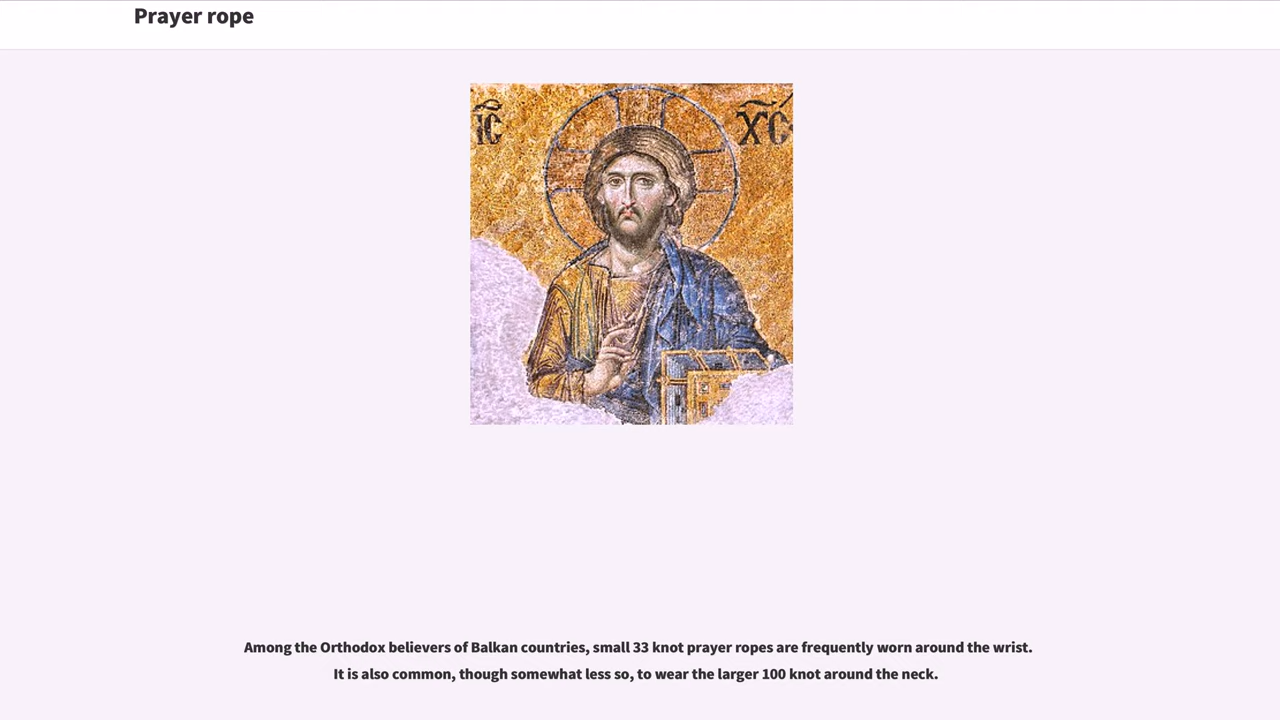 Prayer rope
IC XC
Among the Orthodox believers of Balkan countries, small 33 knot prayer ropes are frequently worn around the wrist.
It is also common, though somewhat less so, to wear the larger 100 knot around the neck.